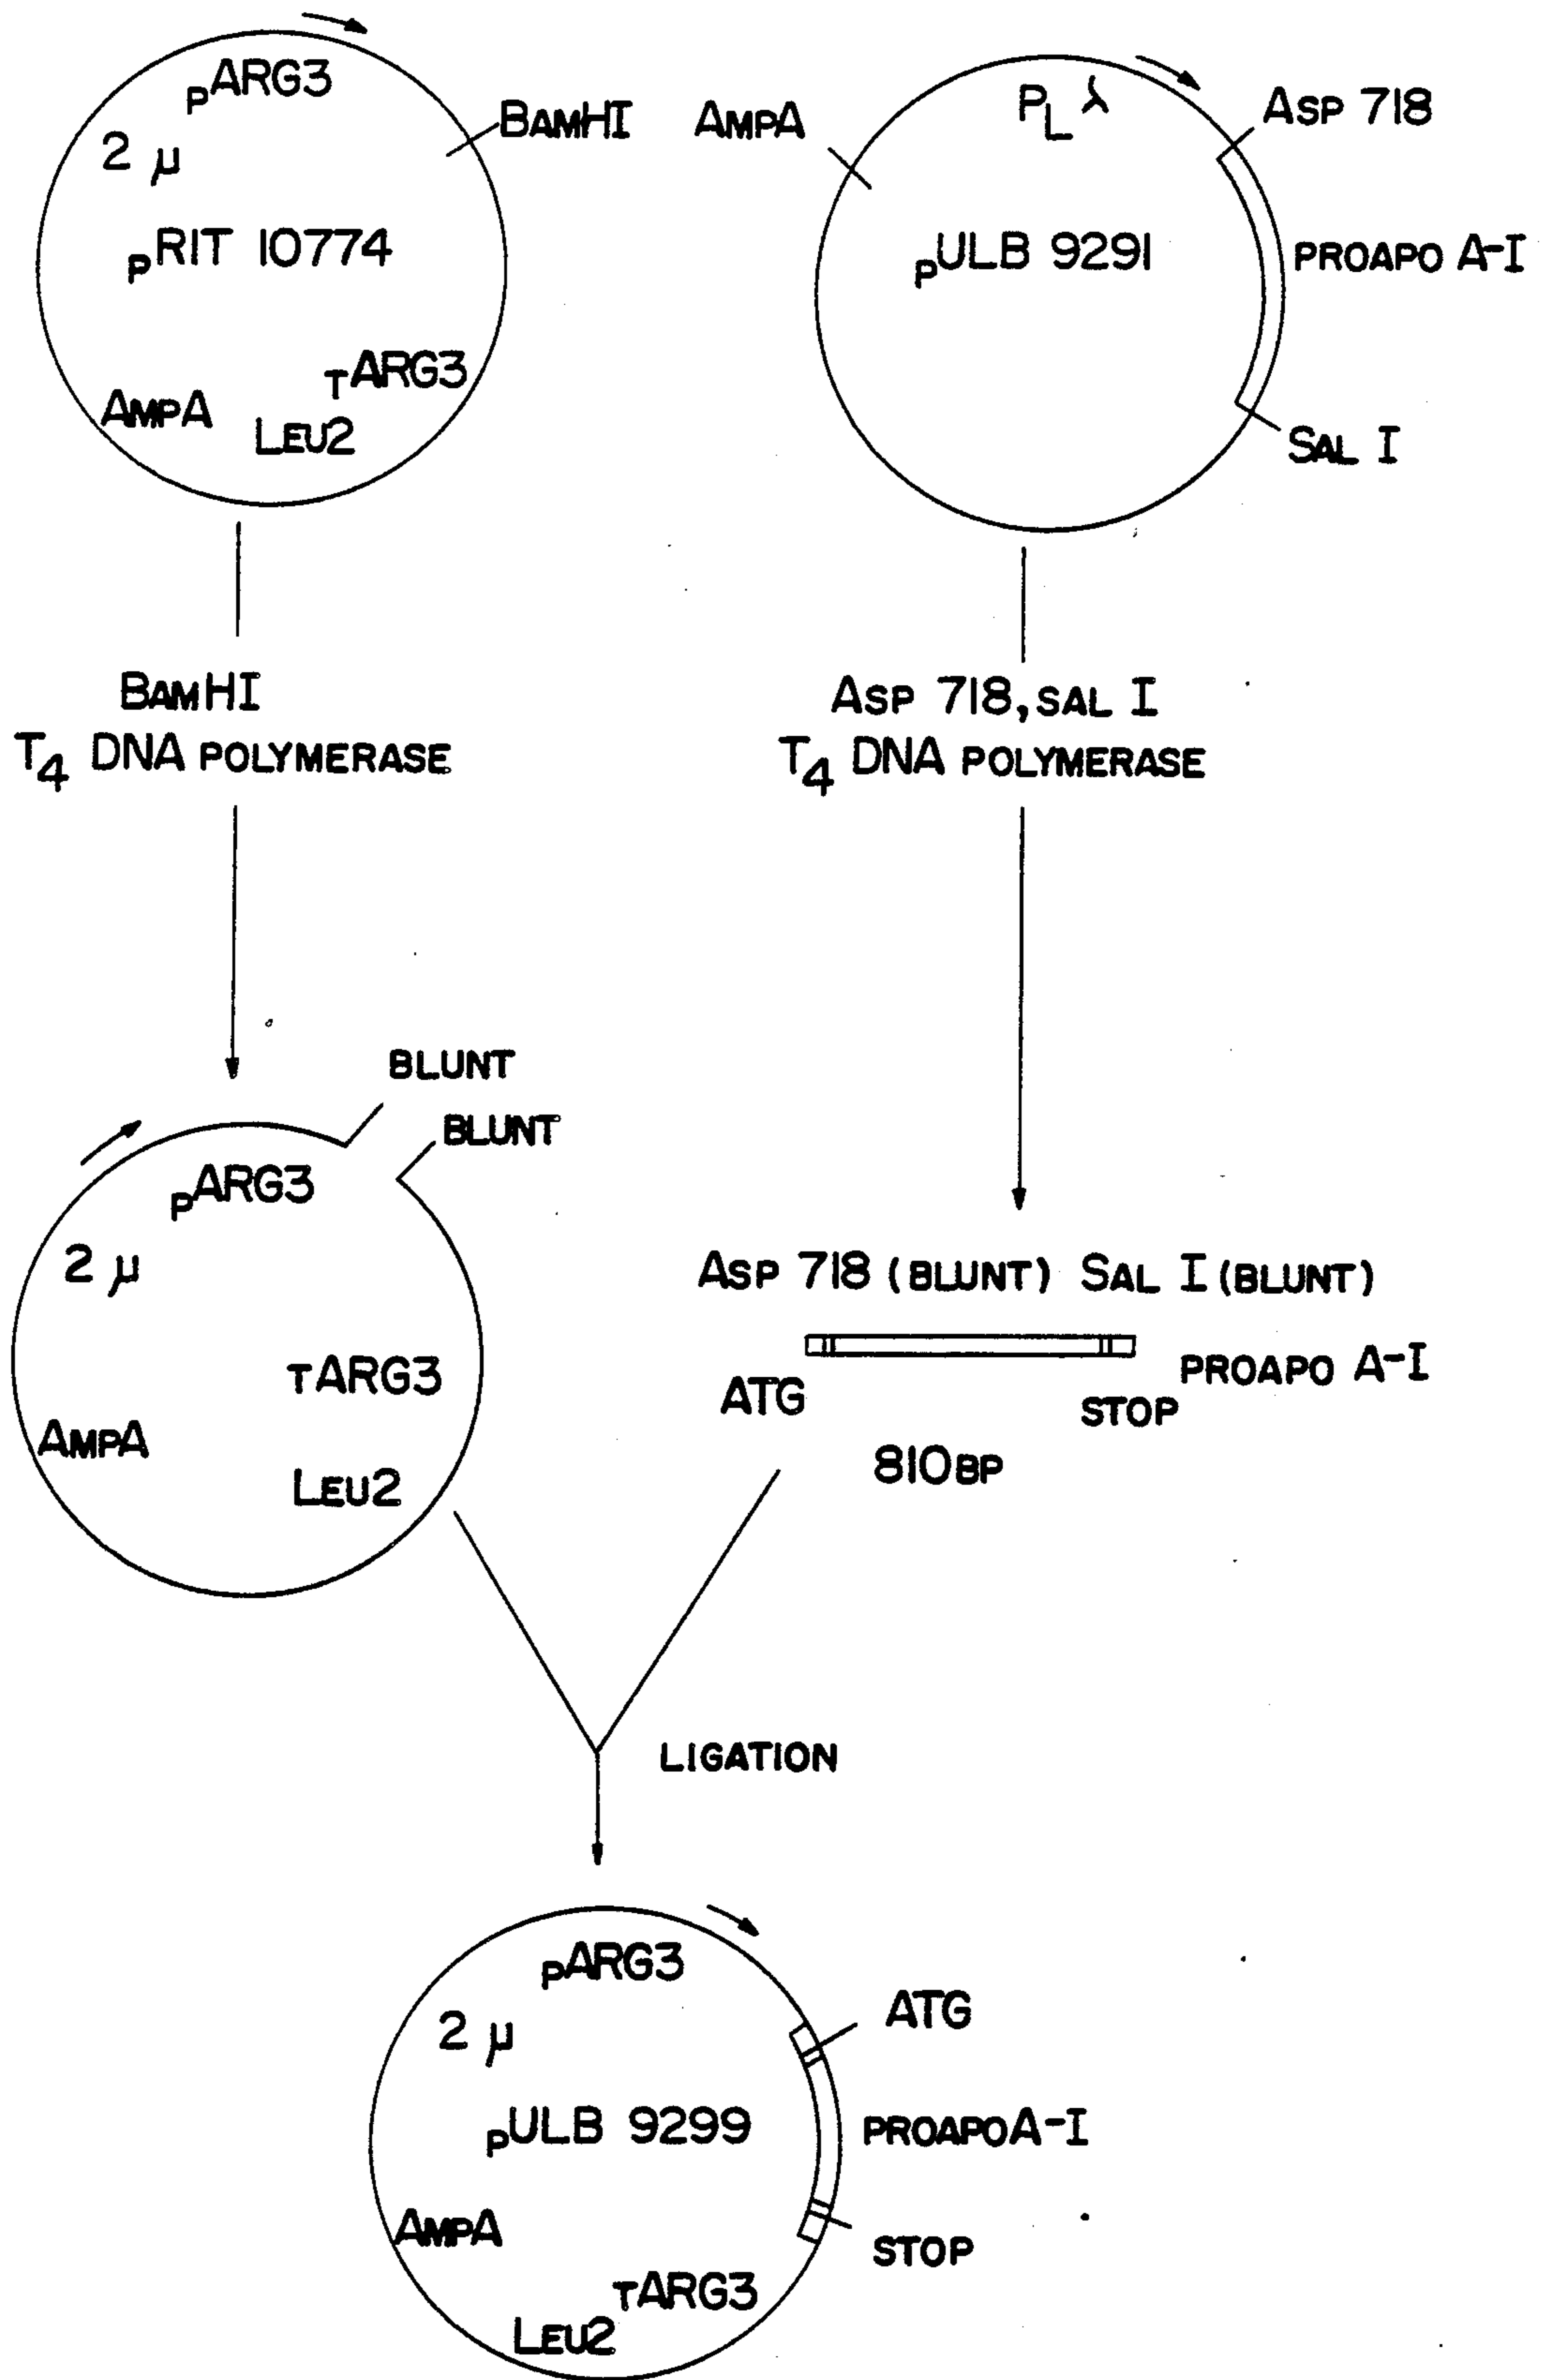 pARG3
2 µ
BamHI
pRIT 10774
TARG3
AmpA
Leu2
AmpA
PL λ
Asp 718
pULB 9291
proapo A-I
Sal I
BamHI
T4 DNA polymerase
Asp 718, Sal I
T4 DNA polymerase
blunt
blunt
pARG3
2 µ
TARG3
AmpA
Leu2
Asp 718 (blunt) Sal I (blunt)
proapo A-I
ATG
stop
810bp
ligation
pARG3
ATG
2 µ
pULB 9299
proapoA-I
AmpA
stop
TARG3
Leu2